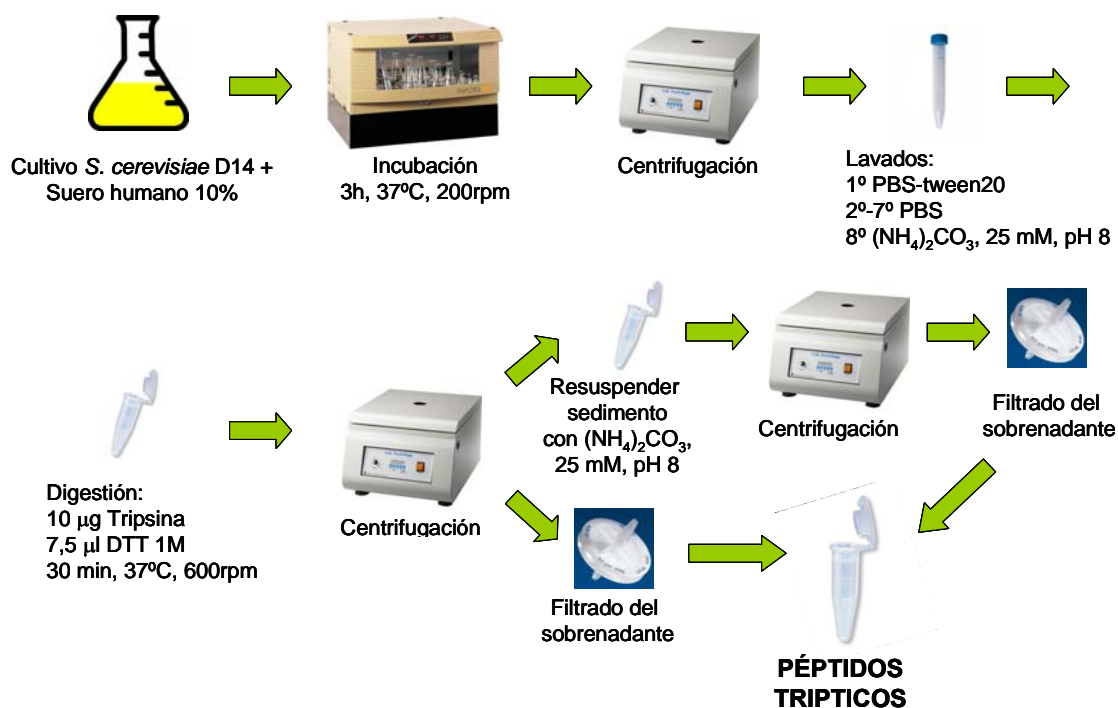 Cultivo S. cerevisiae D14 +
Suero humano 10%
Incubación
3h, 37ºC, 200rpm
Centrifugación
Lavados:
1º PBS-tween20
2º-7º PBS
8º (NH₄)₂CO₃, 25 mM, pH 8
Digestión:
10 μg Tripsina
7,5 μl DTT 1M
30 min, 37ºC, 600rpm
Centrifugación
Resuspender
sedimento
con (NH₄)₂CO₃,
25 mM, pH 8
Centrifugación
Filtrado del
sobrenadante
Filtrado del
sobrenadante
PÉPTIDOS
TRIPTICOS